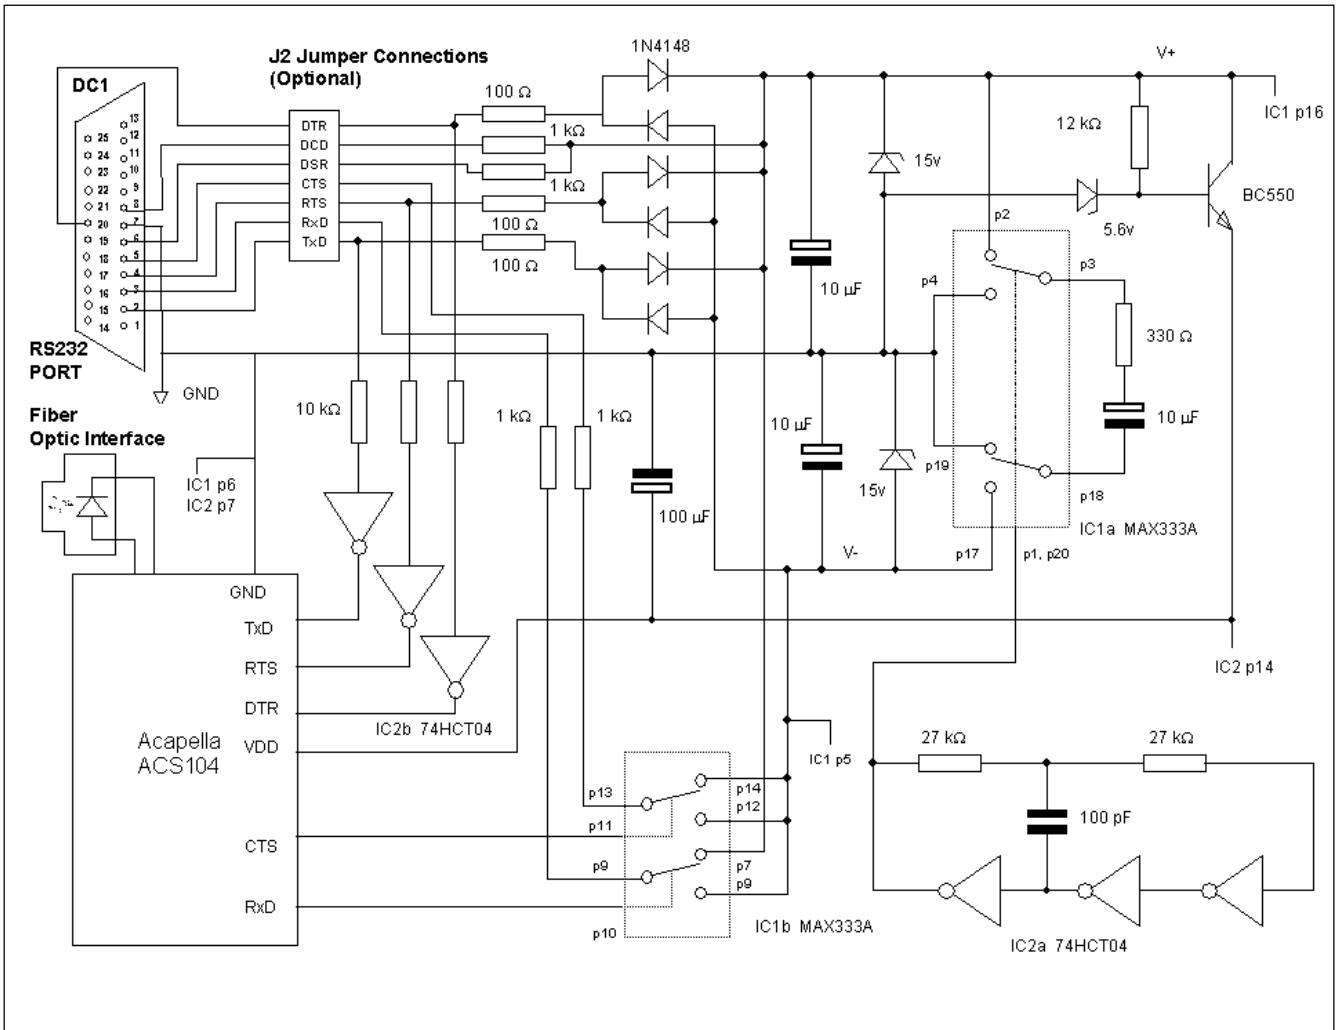 J2 Jumper Connections
(Optional)
1N4148
V+
DC1
100 Ω
IC1 p16
13
25
12
24
11
23
10
22
9
21
8
20
7
19
6
18
5
17
4
16
3
15
2
14
1
DTR
DCD
DSR
CTS
RTS
RxD
TxD
1 kΩ
1 kΩ
100 Ω
100 Ω
12 kΩ
15v
BC550
5.6v
p2
p3
p4
10 µF
330 Ω
RS232
PORT
GND
Fiber
Optic Interface
10 kΩ
1 kΩ
1 kΩ
10 µF
10 µF
p19
p18
15v
IC1 p6
IC2 p7
100 µF
IC1a MAX333A
V-
p17
p1, p20
GND
TxD
RTS
DTR
VDD
CTS
RxD
Acapella
ACS104
IC2b 74HCT04
IC2 p14
IC1 p5
27 kΩ
27 kΩ
p13
p14
p12
p11
100 pF
p9
p7
p9
p10
IC1b MAX333A
IC2a 74HCT04